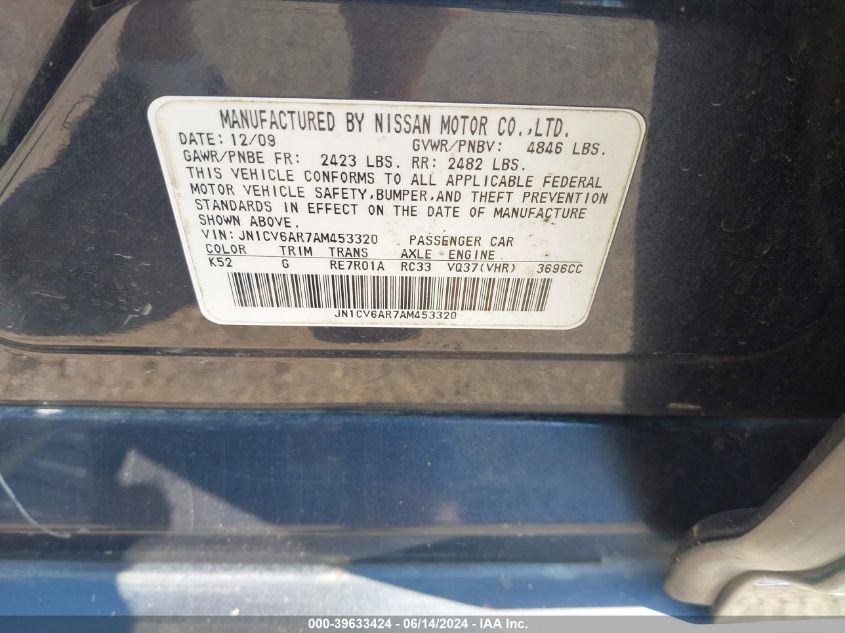 MANUFACTURED BY NISSAN MOTOR CO.,LTD.
DATE: 12/09 GVWR/PNBV: 4846 LBS.
GAWR/PNBE FR: 2423 LBS. RR: 2482 LBS.
THIS VEHICLE CONFORMS TO ALL APPLICABLE FEDERAL
MOTOR VEHICLE SAFETY, BUMPER, AND THEFT PREVENTION
STANDARDS IN EFFECT ON THE DATE OF MANUFACTURE
SHOWN ABOVE.
VIN: JN1CV6AR7AM453320 PASSENGER CAR
COLOR TRIM TRANS AXLE ENGINE
K52 G RE7R01A RC33 VQ37(VHR) 3696CC
JN1CV6AR7AM453320
000-39633424 - 06/14/2024 - IAA Inc.